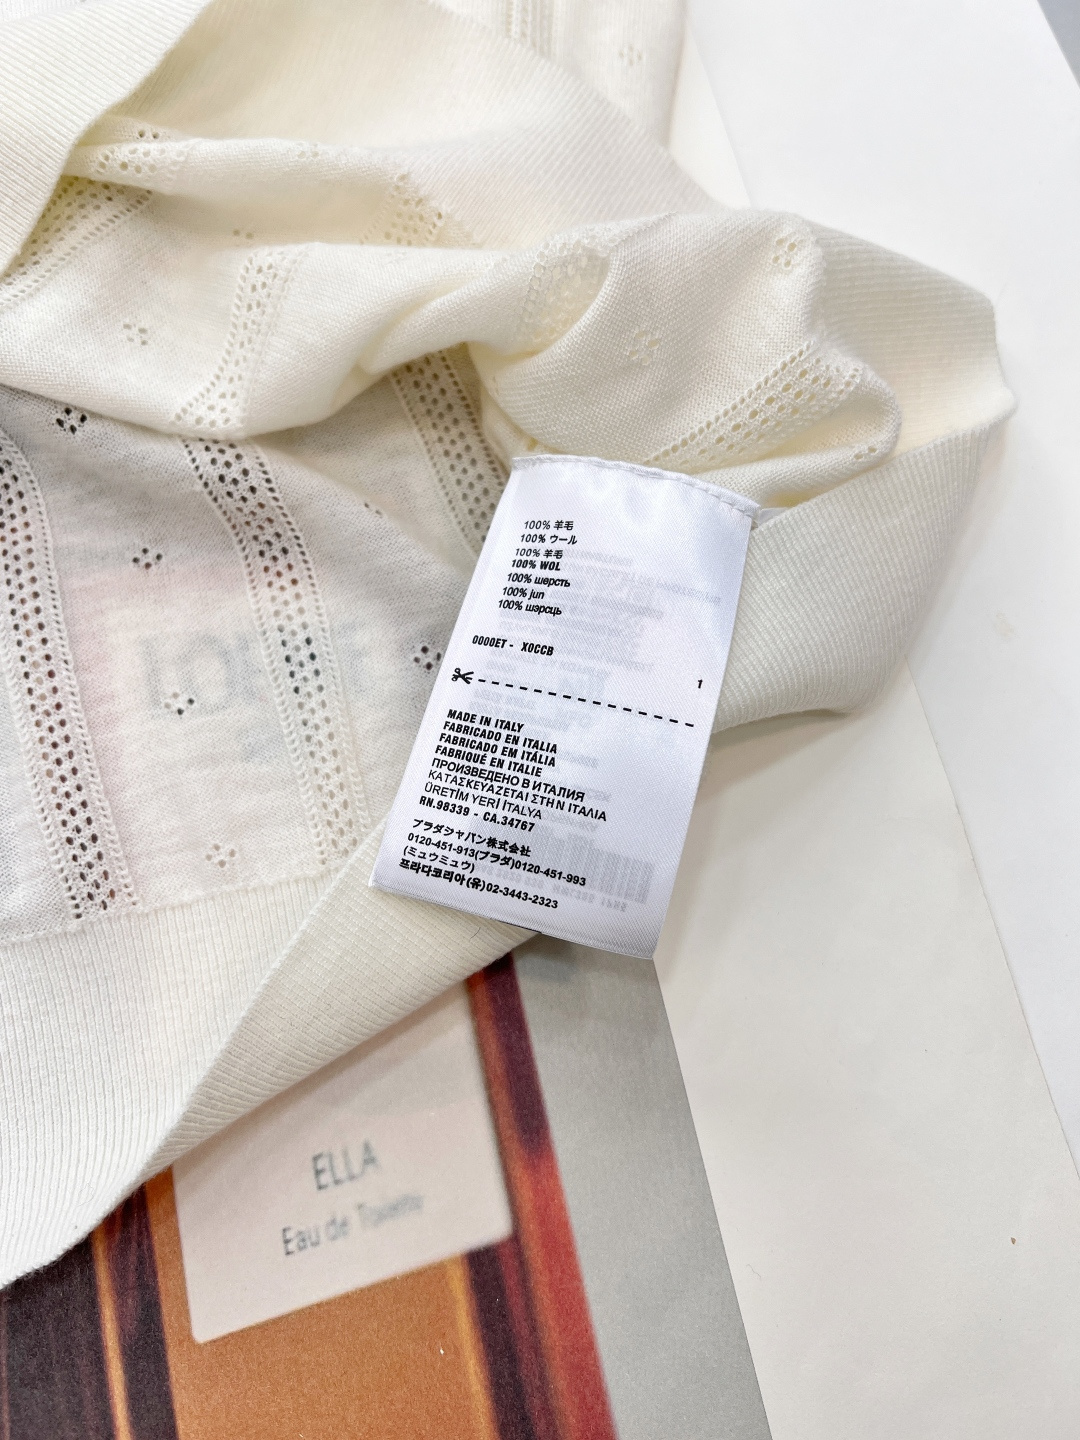 100% 羊毛
100% ウール
100% 羊毛
100% WOL
100% шерсть
100% jun
100% шэрсць
0000ET - X0CCB
1
MADE IN ITALY
FABRICADO EN ITALIA
FABRICADO EM ITÁLIA
FABRIQUÉ EN ITALIE
ПРОИЗВЕДЕНО В ИТАЛИЯ
ΚΑΤΑΣΚΕΥΑΖΕΤΑΙ ΣΤΗΝ ΙΤΑΛΙΑ
ÜRETİM YERİ İTALYA
RN.98339 - CA.34767
プラダジャパン株式会社
0120-451-913(プラダ)0120-451-993
(ミュウミュウ)
프라다코리아(유)02-3443-2323
ELLA
Eau de Toilette